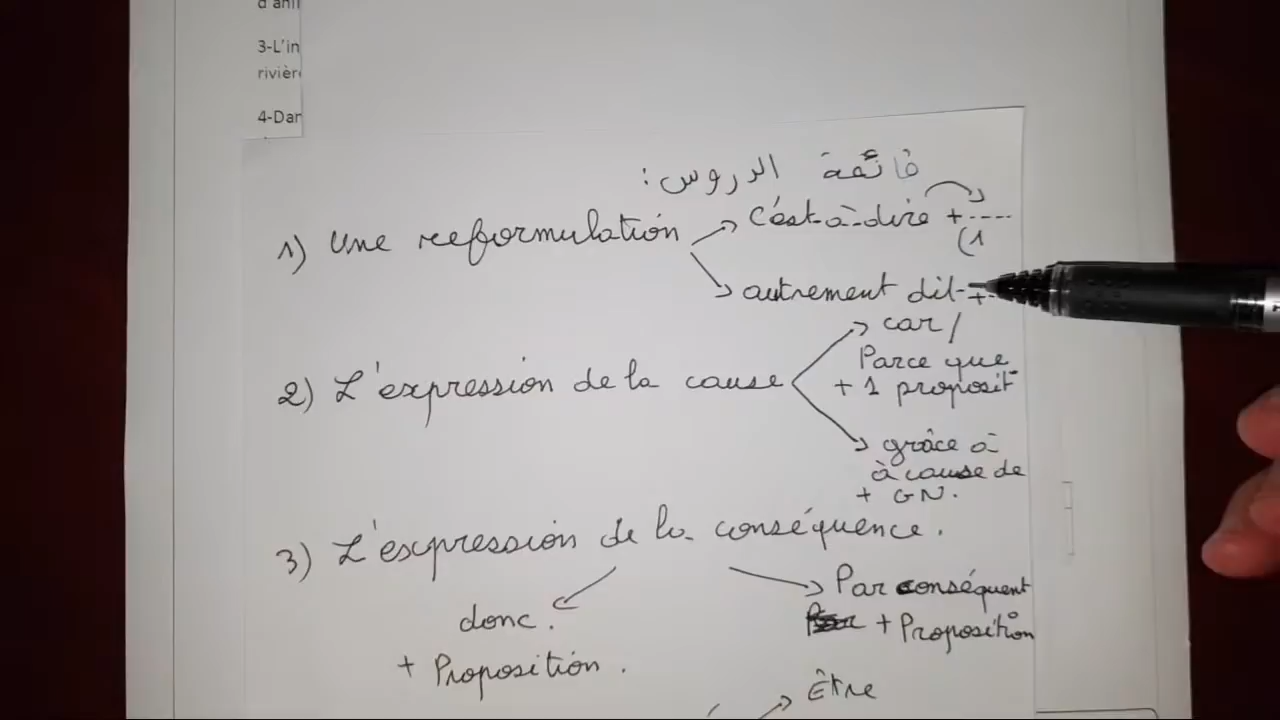 3-L'in
rivièr
4-Dan
قائمة الدروس:
1) Une reformulation → C'est-à-dire +----
(1
→ autrement dit- +-
2) L'expression de la cause → car /
Parce que
+ 1 proposit°
→ grâce à
à cause de
+ GN.
3) L'expression de la conséquence.
donc.
+ Proposition.
→ Par conséquent
+ Proposition
→ Être